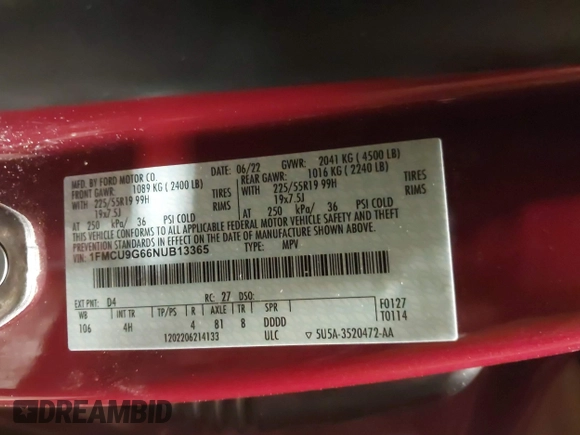 MFD. BY FORD MOTOR CO.
DATE: 06/22 GVWR: 2041 KG ( 4500 LB)
FRONT GAWR: 1089 KG ( 2400 LB)
REAR GAWR: 1016 KG ( 2240 LB)
WITH 225/55R19 99H TIRES
WITH 225/55R19 99H TIRES
19x7.5J RIMS
19x7.5J RIMS
AT 250 kPa/ 36 PSI COLD
AT 250 kPa/ 36 PSI COLD
THIS VEHICLE CONFORMS TO ALL APPLICABLE FEDERAL MOTOR VEHICLE SAFETY AND THEFT
PREVENTION STANDARDS IN EFFECT ON THE DATE OF MANUFACTURE SHOWN ABOVE.
VIN: 1FMCU9G66NUB13365 TYPE: MPV
EXT PNT: D4 RC: 27 DSO:
WB INT TR TP/PS R AXLE TR SPR
106 4H 4 81 8 DDDD
F0127
T0114
1202206214133 ULC ▽ 5U5A-3520472-AA
DREAMBID